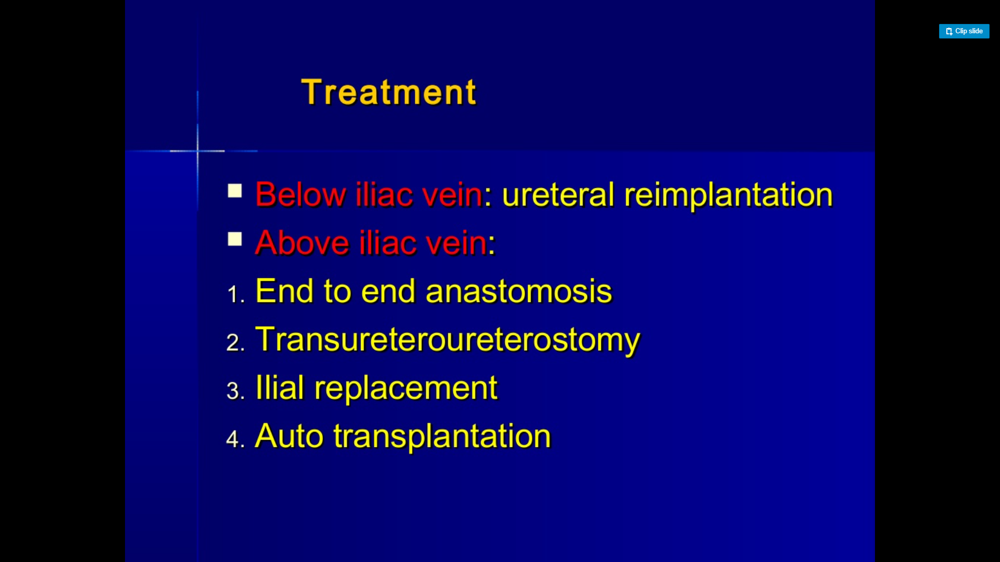 Clip slide
Treatment
Below iliac vein: ureteral reimplantation
Above iliac vein:
1. End to end anastomosis
2. Transureteroureterostomy
3. Ilial replacement
4. Auto transplantation